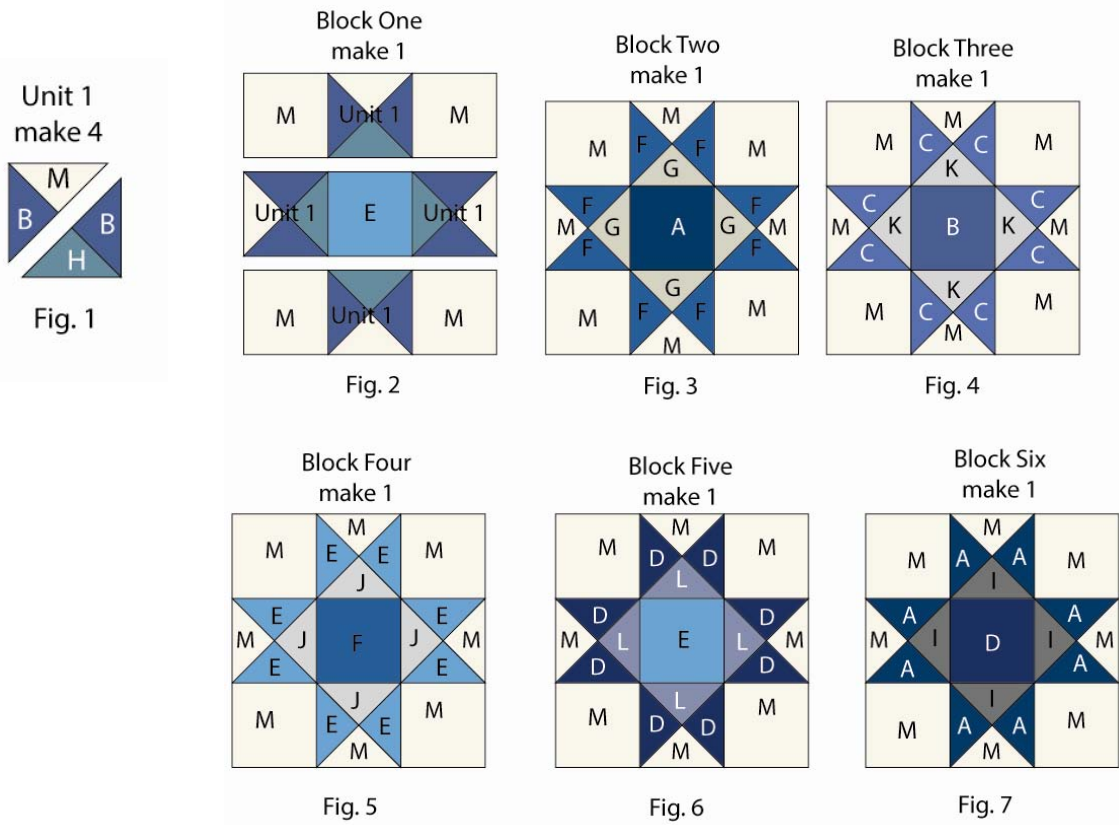 Unit 1
make 4
M
B B
H
Fig. 1
Block One
make 1
M Unit 1 M
Unit 1 E Unit 1
M Unit 1 M
Fig. 2
Block Two
make 1
M
M F F M
G
F F
M G A G M
F F
G
M F F M
M
Fig. 3
Block Three
make 1
M
M C C M
K
C C
M K B K M
C C
K
M C C M
M
Fig. 4
Block Four
make 1
M
M E E M
J
E E
M J F J M
E E
J
M E E M
M
Fig. 5
Block Five
make 1
M
M D D M
L
D D
M L E L M
D D
L
M D D M
M
Fig. 6
Block Six
make 1
M
M A A M
I
A A
M I D I M
A A
I
M A A M
M
Fig. 7